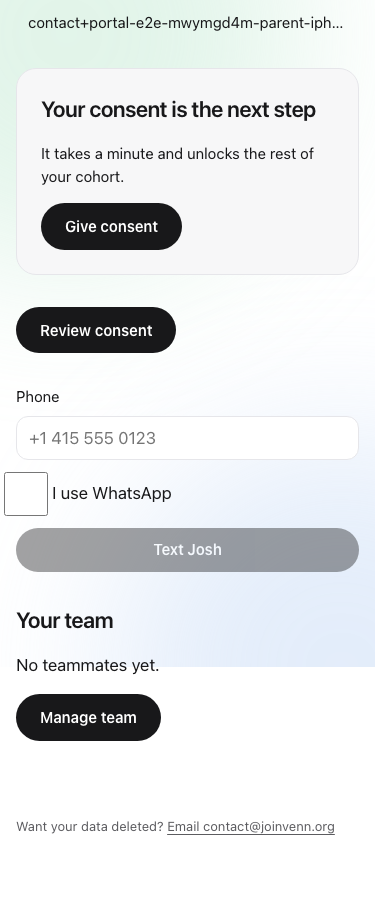 contact+portal-e2e-mwymgd4m-parent-iph...
Your consent is the next step
It takes a minute and unlocks the rest of
your cohort.
Give consent
Review consent
Phone
+1 415 555 0123
I use WhatsApp
Text Josh
Your team
No teammates yet.
Manage team
Want your data deleted? Email contact@joinvenn.org